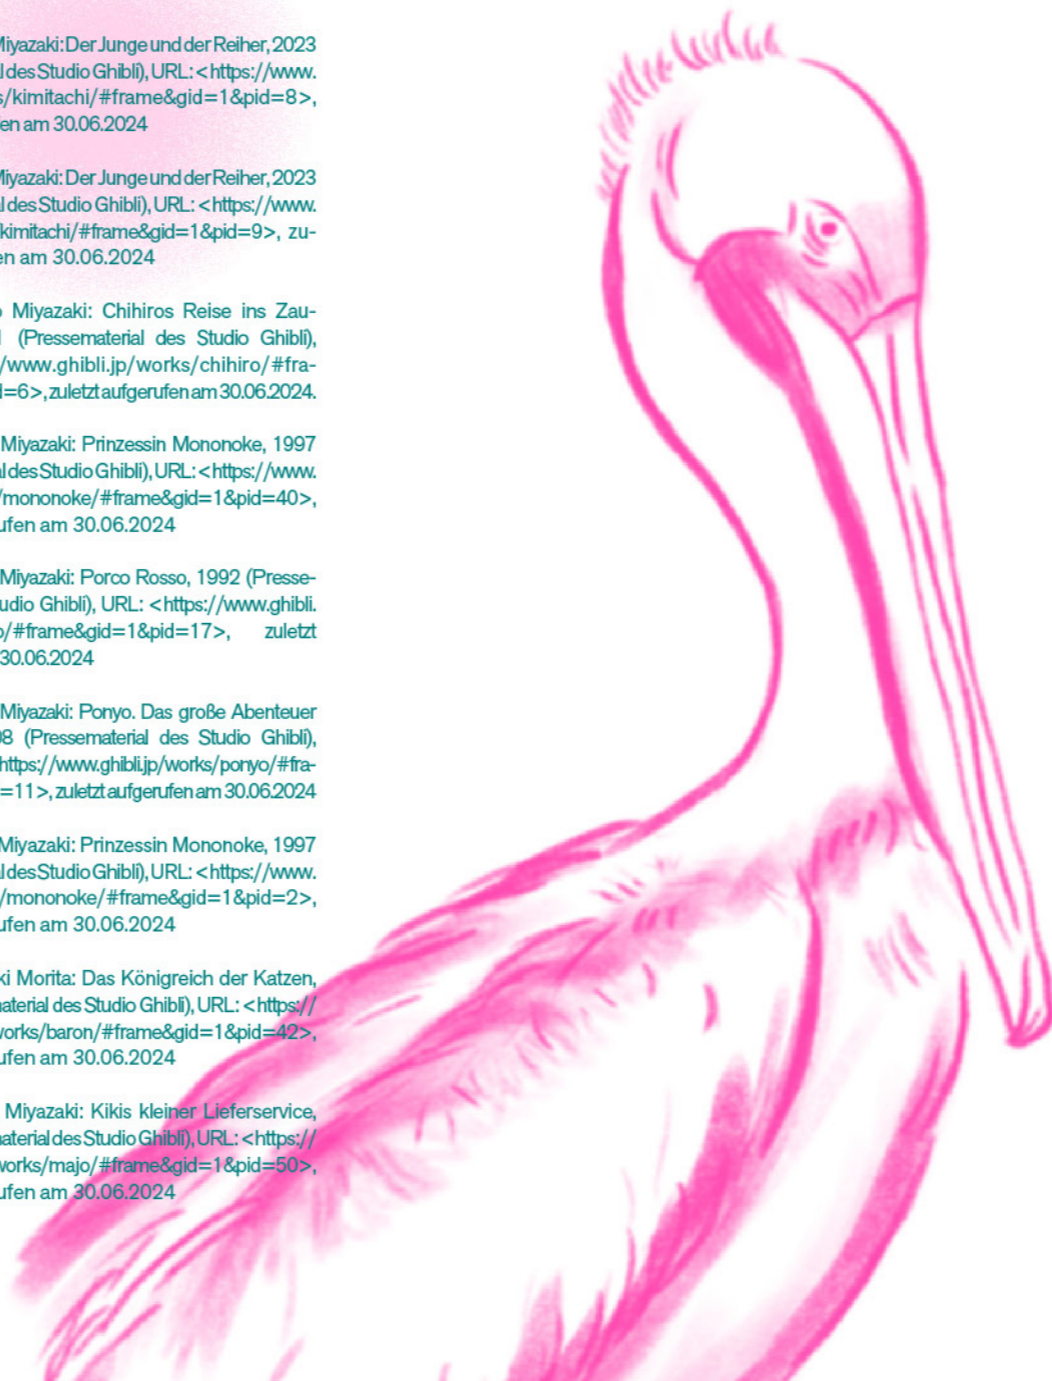 Miyazaki: Der Junge und der Reiher, 2023
des Studio Ghibli), URL: <https://www.
/kimitachi/#frame&gid=1&pid=8>,
am 30.06.2024
Miyazaki: Der Junge und der Reiher, 2023
des Studio Ghibli), URL: <https://www.
kimitachi/#frame&gid=1&pid=9>, zu-
en am 30.06.2024
Miyazaki: Chihiros Reise ins Zau-
(Pressematerial des Studio Ghibli),
/www.ghibli.jp/works/chihiro/#fra-
=6>, zuletzt aufgerufen am 30.06.2024.
Miyazaki: Prinzessin Mononoke, 1997
des Studio Ghibli), URL: <https://www.
/mononoke/#frame&gid=1&pid=40>,
ufen am 30.06.2024
Miyazaki: Porco Rosso, 1992 (Presse-
udio Ghibli), URL: <https://www.ghibli.
o/#frame&gid=1&pid=17>, zuletzt
30.06.2024
Miyazaki: Ponyo. Das große Abenteuer
(Pressematerial des Studio Ghibli),
https://www.ghibli.jp/works/ponyo/#fra-
=11>, zuletzt aufgerufen am 30.06.2024
Miyazaki: Prinzessin Mononoke, 1997
des Studio Ghibli), URL: <https://www.
/mononoke/#frame&gid=1&pid=2>,
ufen am 30.06.2024
ki Morita: Das Königreich der Katzen,
aterial des Studio Ghibli), URL: <https://
works/baron/#frame&gid=1&pid=42>,
ufen am 30.06.2024
Miyazaki: Kikis kleiner Lieferservice,
aterial des Studio Ghibli), URL: <https://
works/majo/#frame&gid=1&pid=50>,
ufen am 30.06.2024